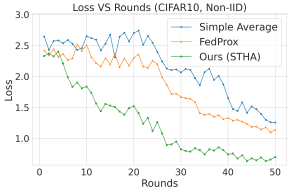 Loss VS Rounds (CIFAR10, Non-IID)
3.0
2.5
2.0
1.5
1.0
Loss
Simple Average
FedProx
Ours (STHA)
0 10 20 30 40 50
Rounds